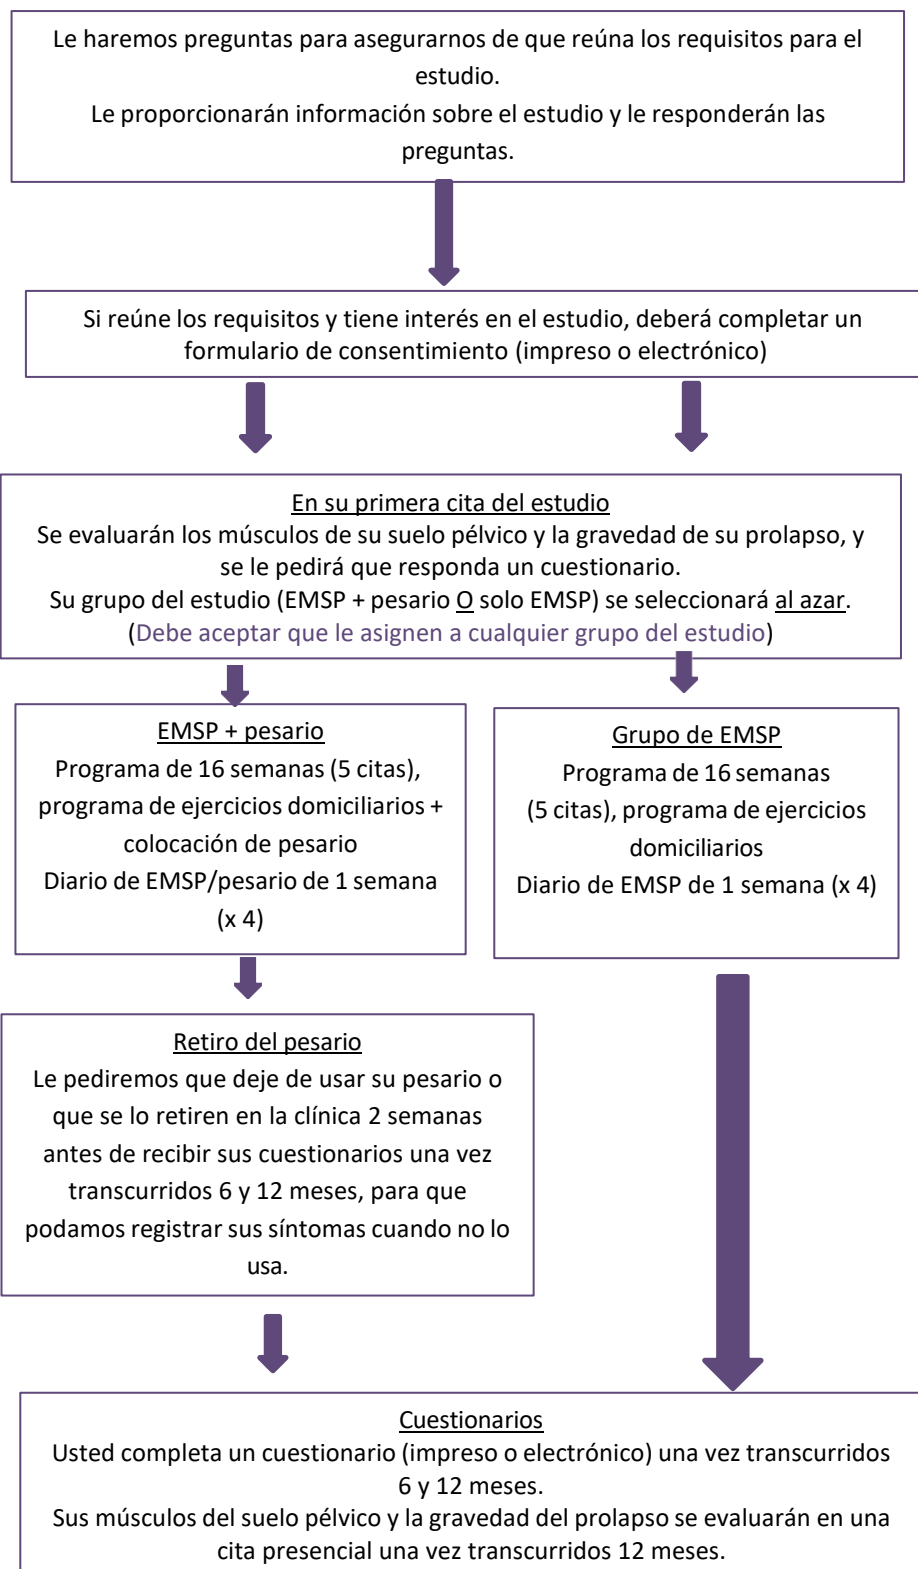 Le haremos preguntas para asegurarnos de que reúna los requisitos para el
estudio.
Le proporcionarán información sobre el estudio y le responderán las
preguntas.
Si reúne los requisitos y tiene interés en el estudio, deberá completar un
formulario de consentimiento (impreso o electrónico)
En su primera cita del estudio
Se evaluarán los músculos de su suelo pélvico y la gravedad de su prolapso, y
se le pedirá que responda un cuestionario.
Su grupo del estudio (EMSP + pesario O solo EMSP) se seleccionará al azar.
(Debe aceptar que le asignen a cualquier grupo del estudio)
EMSP + pesario
Programa de 16 semanas (5 citas),
programa de ejercicios domiciliarios +
colocación de pesario
Diario de EMSP/pesario de 1 semana
(x 4)
Grupo de EMSP
Programa de 16 semanas
(5 citas), programa de ejercicios
domiciliarios
Diario de EMSP de 1 semana (x 4)
Retiro del pesario
Le pediremos que deje de usar su pesario o
que se lo retiren en la clínica 2 semanas
antes de recibir sus cuestionarios una vez
transcurridos 6 y 12 meses, para que
podamos registrar sus síntomas cuando no lo
usa.
Cuestionarios
Usted completa un cuestionario (impreso o electrónico) una vez transcurridos
6 y 12 meses.
Sus músculos del suelo pélvico y la gravedad del prolapso se evaluarán en una
cita presencial una vez transcurridos 12 meses.